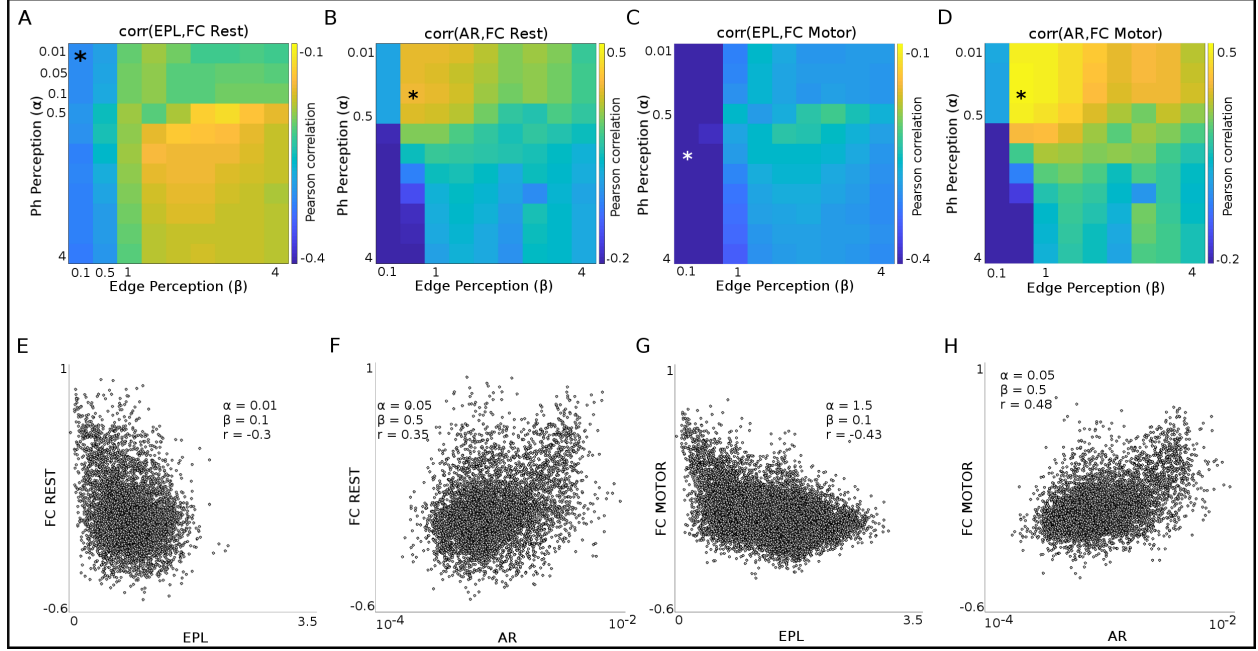 A
corr(EPL,FC Rest)
0.01
0.05
0.1
0.5
4
Ph Perception (α)
*
0.1 0.5 1 4
Edge Perception (β)
-0.1
-0.4
Pearson correlation
B
corr(AR,FC Rest)
0.01
0.5
4
Ph Perception (α)
*
0.1 1 4
Edge Perception (β)
0.5
-0.2
Pearson correlation
C
corr(EPL,FC Motor)
0.01
0.5
4
Ph Perception (α)
*
0.1 1 4
Edge Perception (β)
-0.1
-0.4
Pearson correlation
D
corr(AR,FC Motor)
0.01
0.5
4
Ph Perception (α)
*
0.1 1 4
Edge Perception (β)
0.5
-0.2
Pearson correlation
E
1
α = 0.01
β = 0.1
r = -0.3
FC REST
-0.6
0 3.5
EPL
F
1
α = 0.05
β = 0.5
r = 0.35
FC REST
-0.6
10-4 10-2
AR
G
1
α = 1.5
β = 0.1
r = -0.43
FC MOTOR
-0.6
0 3.5
EPL
H
1
α = 0.05
β = 0.5
r = 0.48
FC MOTOR
-0.6
10-4 10-2
AR